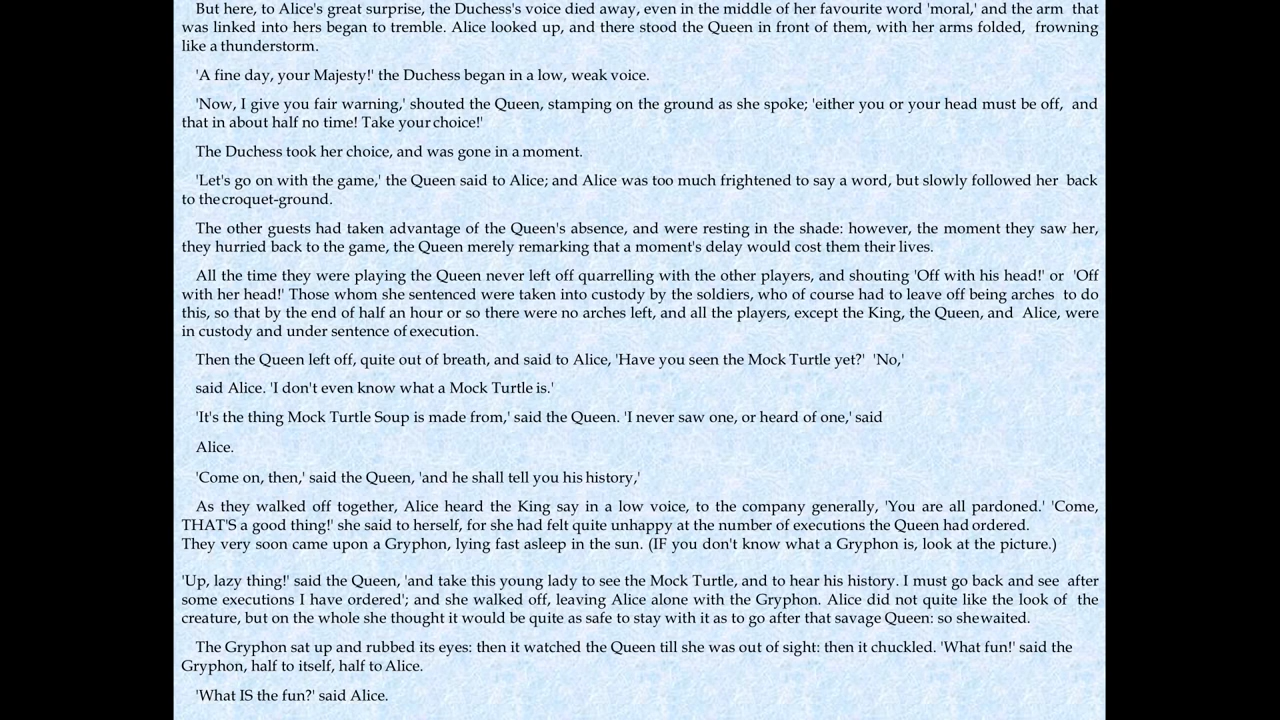 But here, to Alice's great surprise, the Duchess's voice died away, even in the middle of her favourite word 'moral,' and the arm that
was linked into hers began to tremble. Alice looked up, and there stood the Queen in front of them, with her arms folded, frowning
like a thunderstorm.
'A fine day, your Majesty!' the Duchess began in a low, weak voice.
'Now, I give you fair warning,' shouted the Queen, stamping on the ground as she spoke; 'either you or your head must be off, and
that in about half no time! Take your choice!'
The Duchess took her choice, and was gone in a moment.
'Let's go on with the game,' the Queen said to Alice; and Alice was too much frightened to say a word, but slowly followed her back
to the croquet-ground.
The other guests had taken advantage of the Queen's absence, and were resting in the shade: however, the moment they saw her,
they hurried back to the game, the Queen merely remarking that a moment's delay would cost them their lives.
All the time they were playing the Queen never left off quarrelling with the other players, and shouting 'Off with his head!' or 'Off
with her head!' Those whom she sentenced were taken into custody by the soldiers, who of course had to leave off being arches to do
this, so that by the end of half an hour or so there were no arches left, and all the players, except the King, the Queen, and Alice, were
in custody and under sentence of execution.
Then the Queen left off, quite out of breath, and said to Alice, 'Have you seen the Mock Turtle yet?' 'No,'
said Alice. 'I don't even know what a Mock Turtle is.'
'It's the thing Mock Turtle Soup is made from,' said the Queen. 'I never saw one, or heard of one,' said
Alice.
'Come on, then,' said the Queen, 'and he shall tell you his history,'
As they walked off together, Alice heard the King say in a low voice, to the company generally, 'You are all pardoned.' 'Come,
THAT'S a good thing!' she said to herself, for she had felt quite unhappy at the number of executions the Queen had ordered.
They very soon came upon a Gryphon, lying fast asleep in the sun. (IF you don't know what a Gryphon is, look at the picture.)
'Up, lazy thing!' said the Queen, 'and take this young lady to see the Mock Turtle, and to hear his history. I must go back and see after
some executions I have ordered'; and she walked off, leaving Alice alone with the Gryphon. Alice did not quite like the look of the
creature, but on the whole she thought it would be quite as safe to stay with it as to go after that savage Queen: so she waited.
The Gryphon sat up and rubbed its eyes: then it watched the Queen till she was out of sight: then it chuckled. 'What fun!' said the
Gryphon, half to itself, half to Alice.
'What IS the fun?' said Alice.